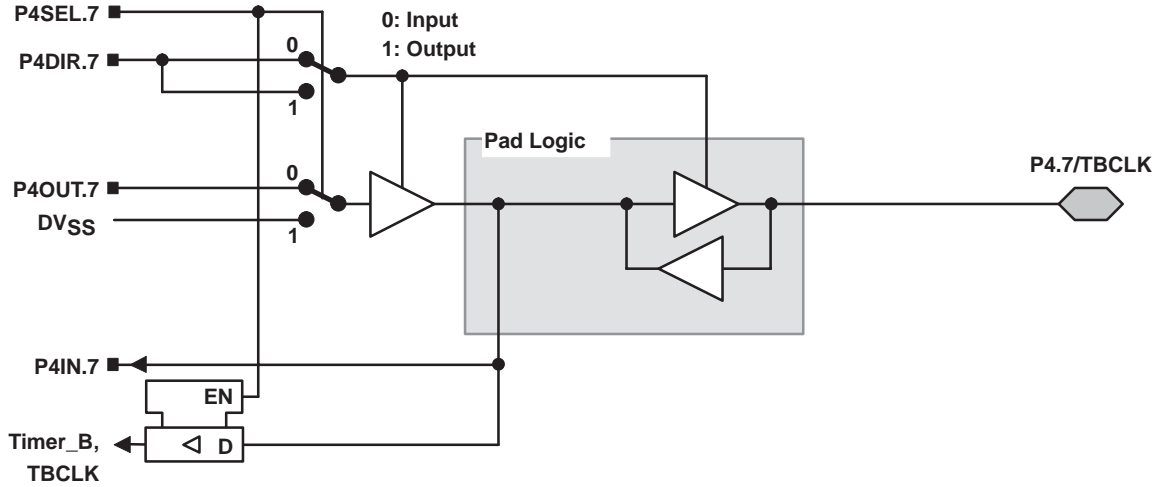 P4SEL.7
0: Input
1: Output
P4DIR.7
0
1
Pad Logic
P4.7/TBCLK
P4OUT.7
0
DVSS
1
P4IN.7
EN
Timer_B,
TBCLK
D